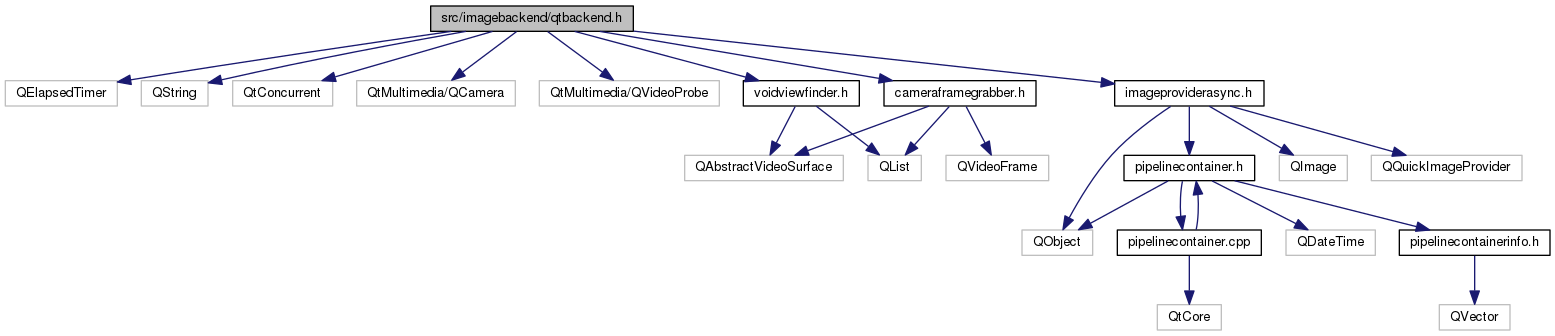 src/imagebackend/qtbackend.h
QElapsedTimer
QString
QtConcurrent
QtMultimedia/QCamera
QtMultimedia/QVideoProbe
voidviewfinder.h
cameraframegrabber.h
imageproviderasync.h
QAbstractVideoSurface
QList
QVideoFrame
pipelinecontainer.h
QImage
QQuickImageProvider
QObject
pipelinecontainer.cpp
QDateTime
pipelinecontainerinfo.h
QtCore
QVector